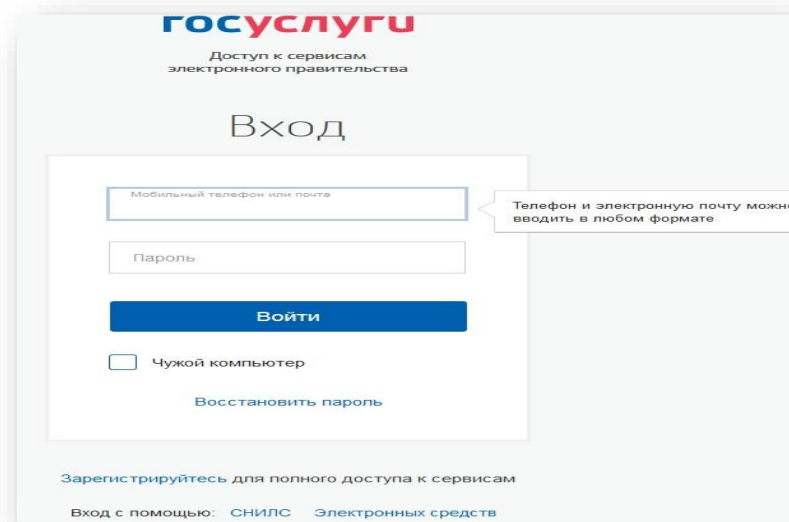 госуслуги
Доступ к сервисам
электронного правительства
Вход
Мобильный телефон или почта
Телефон и электронную почту можно
вводить в любом формате
Пароль
Войти
Чужой компьютер
Восстановить пароль
Зарегистрируйтесь для полного доступа к сервисам
Вход с помощью: СНИЛС Электронных средств